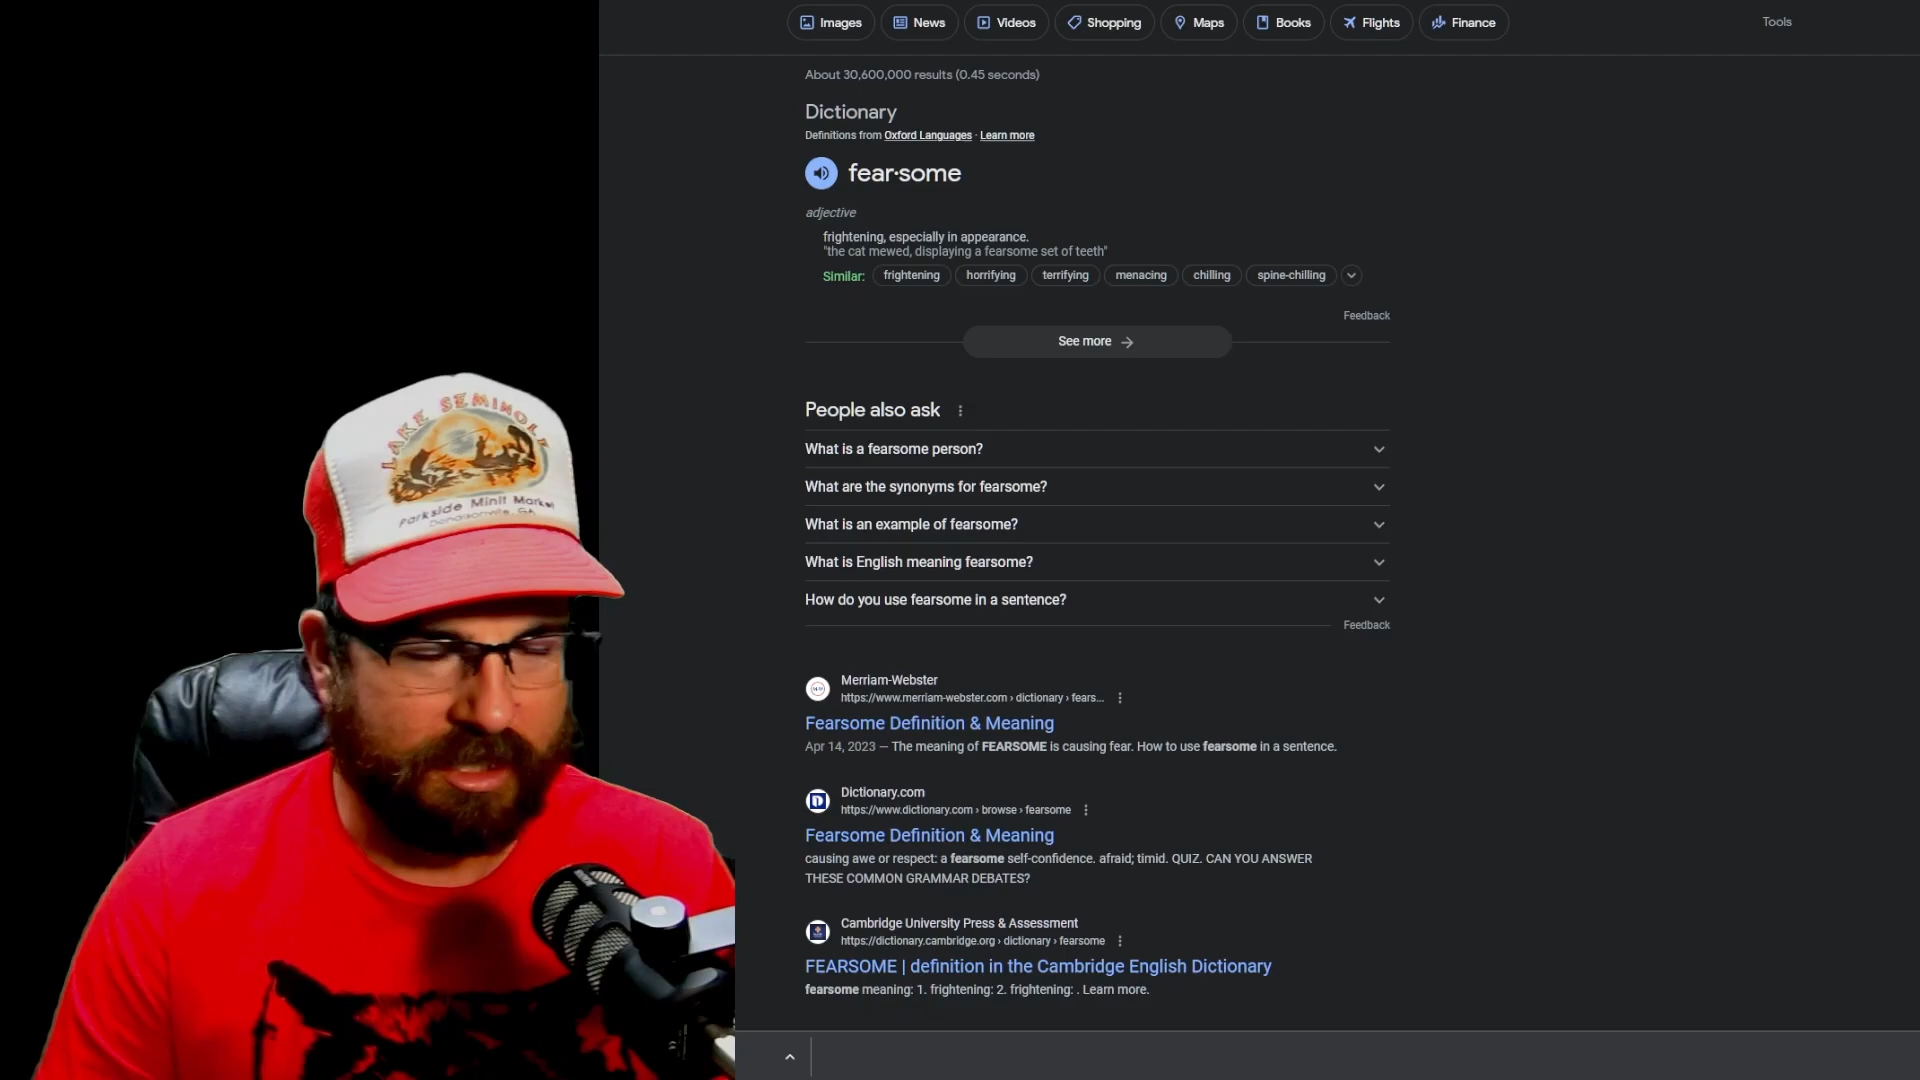 Images
News
Videos
Shopping
Maps
Books
Flights
Finance
Tools
About 30,600,000 results (0.45 seconds)
Dictionary
Definitions from Oxford Languages · Learn more
fear·some
adjective
frightening, especially in appearance.
"the cat mewed, displaying a fearsome set of teeth"
Similar: frightening horrifying terrifying menacing chilling spine-chilling
Feedback
See more
People also ask
What is a fearsome person?
What are the synonyms for fearsome?
What is an example of fearsome?
What is English meaning fearsome?
How do you use fearsome in a sentence?
Feedback
Merriam-Webster
https://www.merriam-webster.com › dictionary › fears...
Fearsome Definition & Meaning
Apr 14, 2023 — The meaning of FEARSOME is causing fear. How to use fearsome in a sentence.
Dictionary.com
https://www.dictionary.com › browse › fearsome
Fearsome Definition & Meaning
causing awe or respect: a fearsome self-confidence. afraid; timid. QUIZ. CAN YOU ANSWER
THESE COMMON GRAMMAR DEBATES?
Cambridge University Press & Assessment
https://dictionary.cambridge.org › dictionary › fearsome
FEARSOME | definition in the Cambridge English Dictionary
fearsome meaning: 1. frightening: 2. frightening: . Learn more.
LAKE SEMINOLE
Parkside Minit Market
Donalsonville, GA